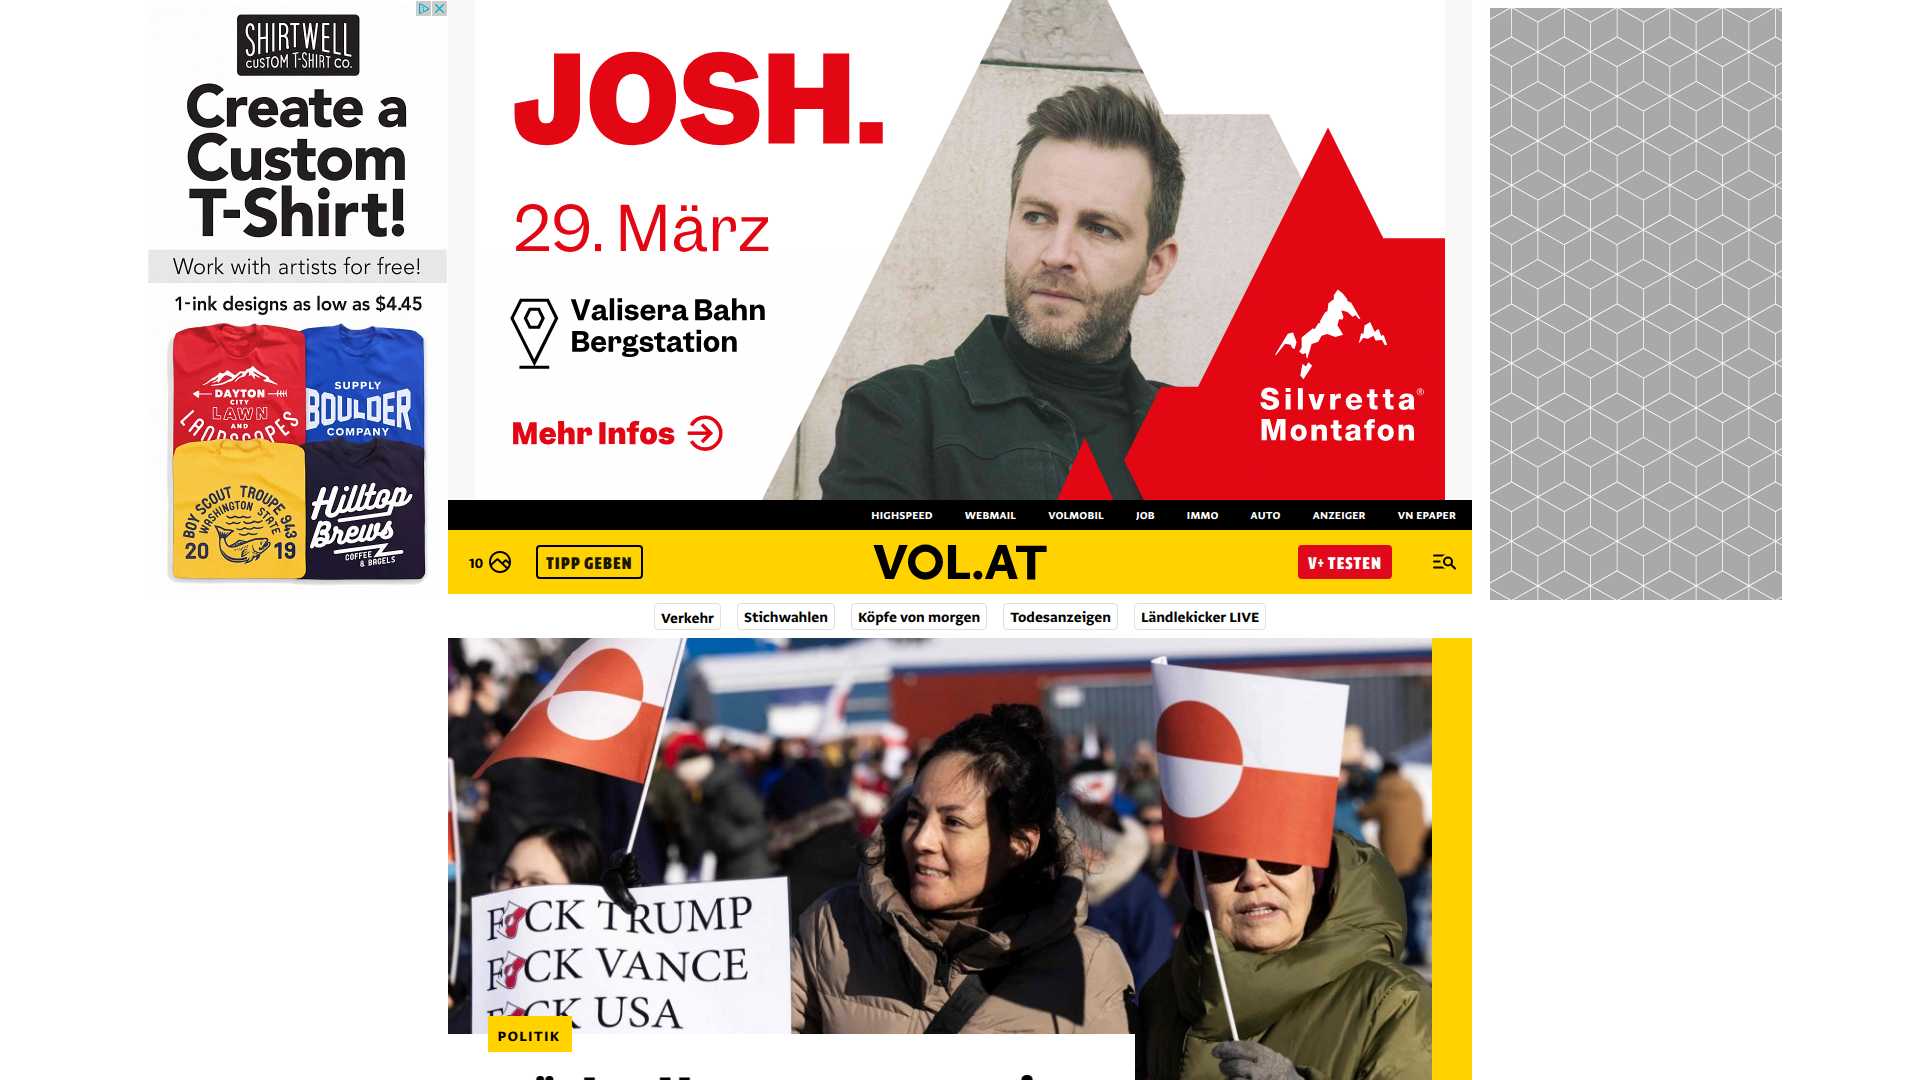 SHIRTWELL
CUSTOM T-SHIRT CO.
Create a
Custom
T-Shirt!
Work with artists for free!
1-ink designs as low as $4.45
DAYTON
CITY
LAWN
AND
LANDSCAPES
SUPPLY
BOULDER
COMPANY
BOY SCOUT TROUPE 943
WASHINGTON STATE
20 19
Hilltop
Brews
COFFEE
& BAGELS
JOSH.
29. März
Valisera Bahn
Bergstation
Mehr Infos
Silvretta®
Montafon
HIGHSPEED WEBMAIL VOLMOBIL JOB IMMO AUTO ANZEIGER VN EPAPER
10 TIPP GEBEN VOL.AT V+ TESTEN
Verkehr Stichwahlen Köpfe von morgen Todesanzeigen Ländlekicker LIVE
F CK TRUMP
F CK VANCE
F CK USA
POLITIK